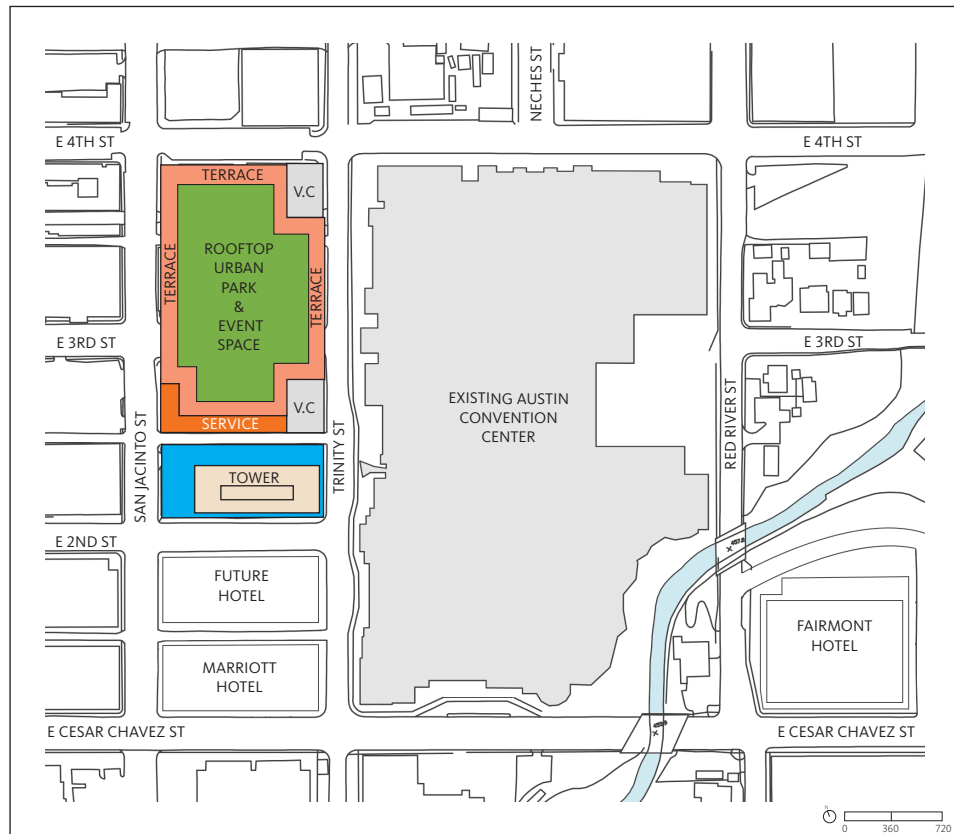 NECHES ST
E 4TH ST
E 4TH ST
TERRACE
V.C
TERRACE
ROOFTOP
URBAN
PARK
&
EVENT
SPACE
TERRACE
E 3RD ST
E 3RD ST
EXISTING AUSTIN
CONVENTION
CENTER
V.C
SERVICE
SAN JACINTO ST
TRINITY ST
RED RIVER ST
TOWER
E 2ND ST
457.8
FUTURE
HOTEL
FAIRMONT
HOTEL
MARRIOTT
HOTEL
E CESAR CHAVEZ ST
E CESAR CHAVEZ ST
N
0 360 720